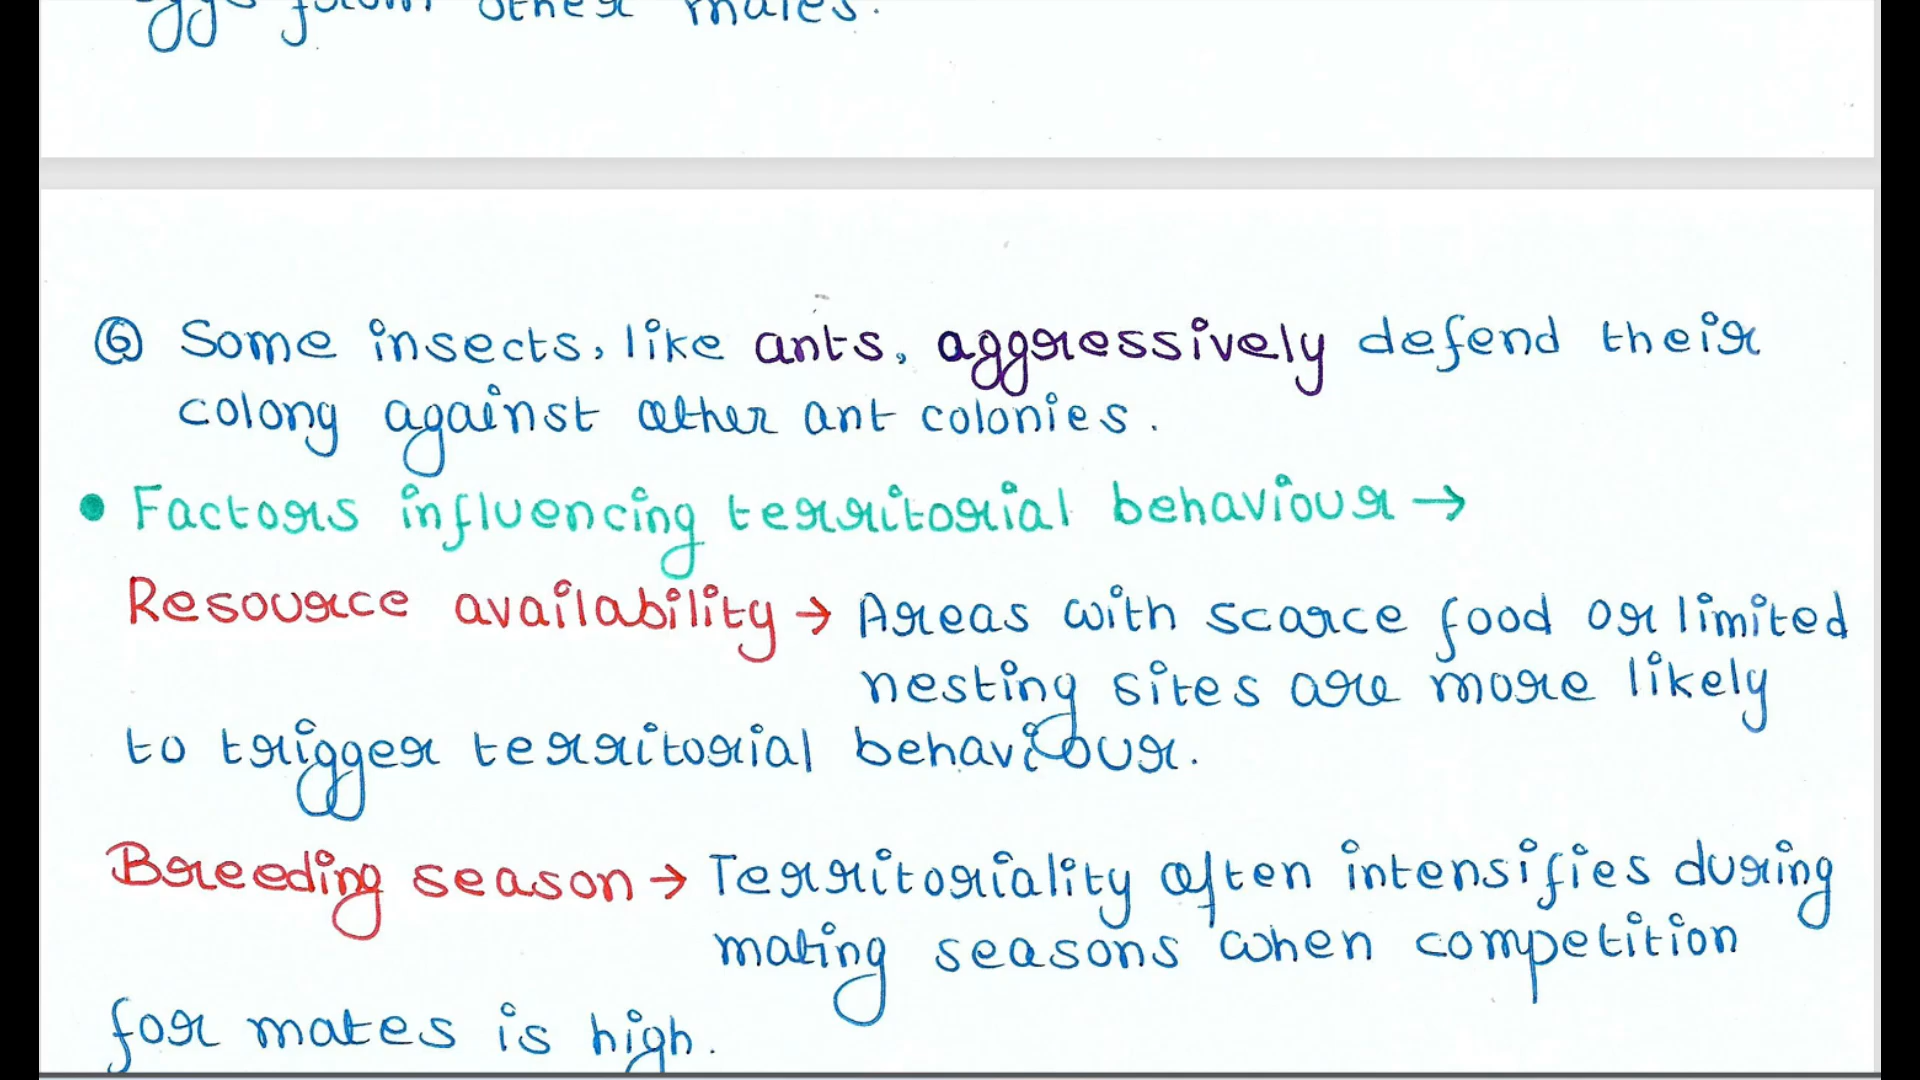 other males.
⑥ Some insects, like ants, aggressively defend their
colony against other ant colonies.
• Factors influencing territorial behaviour →
Resource availability → Areas with scarce food or limited
nesting sites are more likely
to trigger territorial behaviour.
Breeding season → Territoriality often intensifies during
mating seasons when competition
for mates is high.